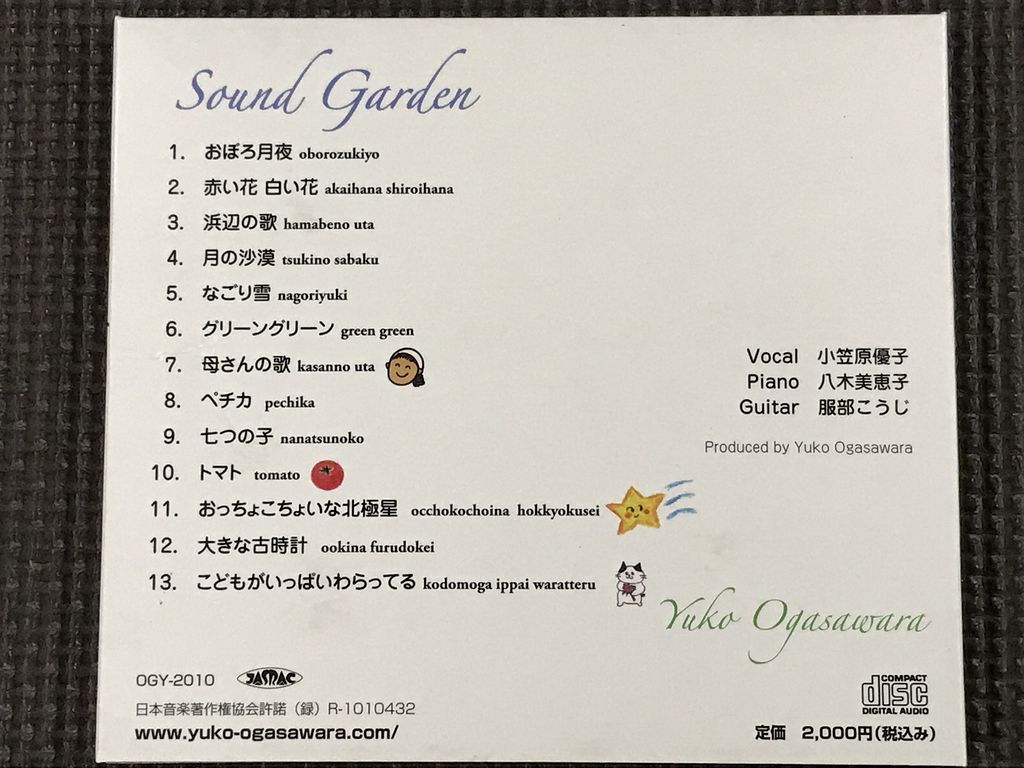 Sound Garden
1. おぼろ月夜 oborozukiyo
2. 赤い花 白い花 akaihana shiroihana
3. 浜辺の歌 hamabeno uta
4. 月の沙漠 tsukino sabaku
5. なごり雪 nagoriyuki
6. グリーングリーン green green
7. 母さんの歌 kasanno uta
8. ペチカ pechika
9. 七つの子 nanatsunoko
10. トマト tomato
11. おっちょこちょいな北極星 occhokochoina hokkyokusei
12. 大きな古時計 ookina furudokei
13. こどもがいっぱいわらってる kodomoga ippai waratteru
Vocal 小笠原優子
Piano 八木美恵子
Guitar 服部こうじ
Produced by Yuko Ogasawara
Yuko Ogasawara
OGY-2010 JASRAC
日本音楽著作権協会許諾（録）R-1010432
www.yuko-ogasawara.com/
COMPACT
disc
DIGITAL AUDIO
定価 2,000円(税込み)